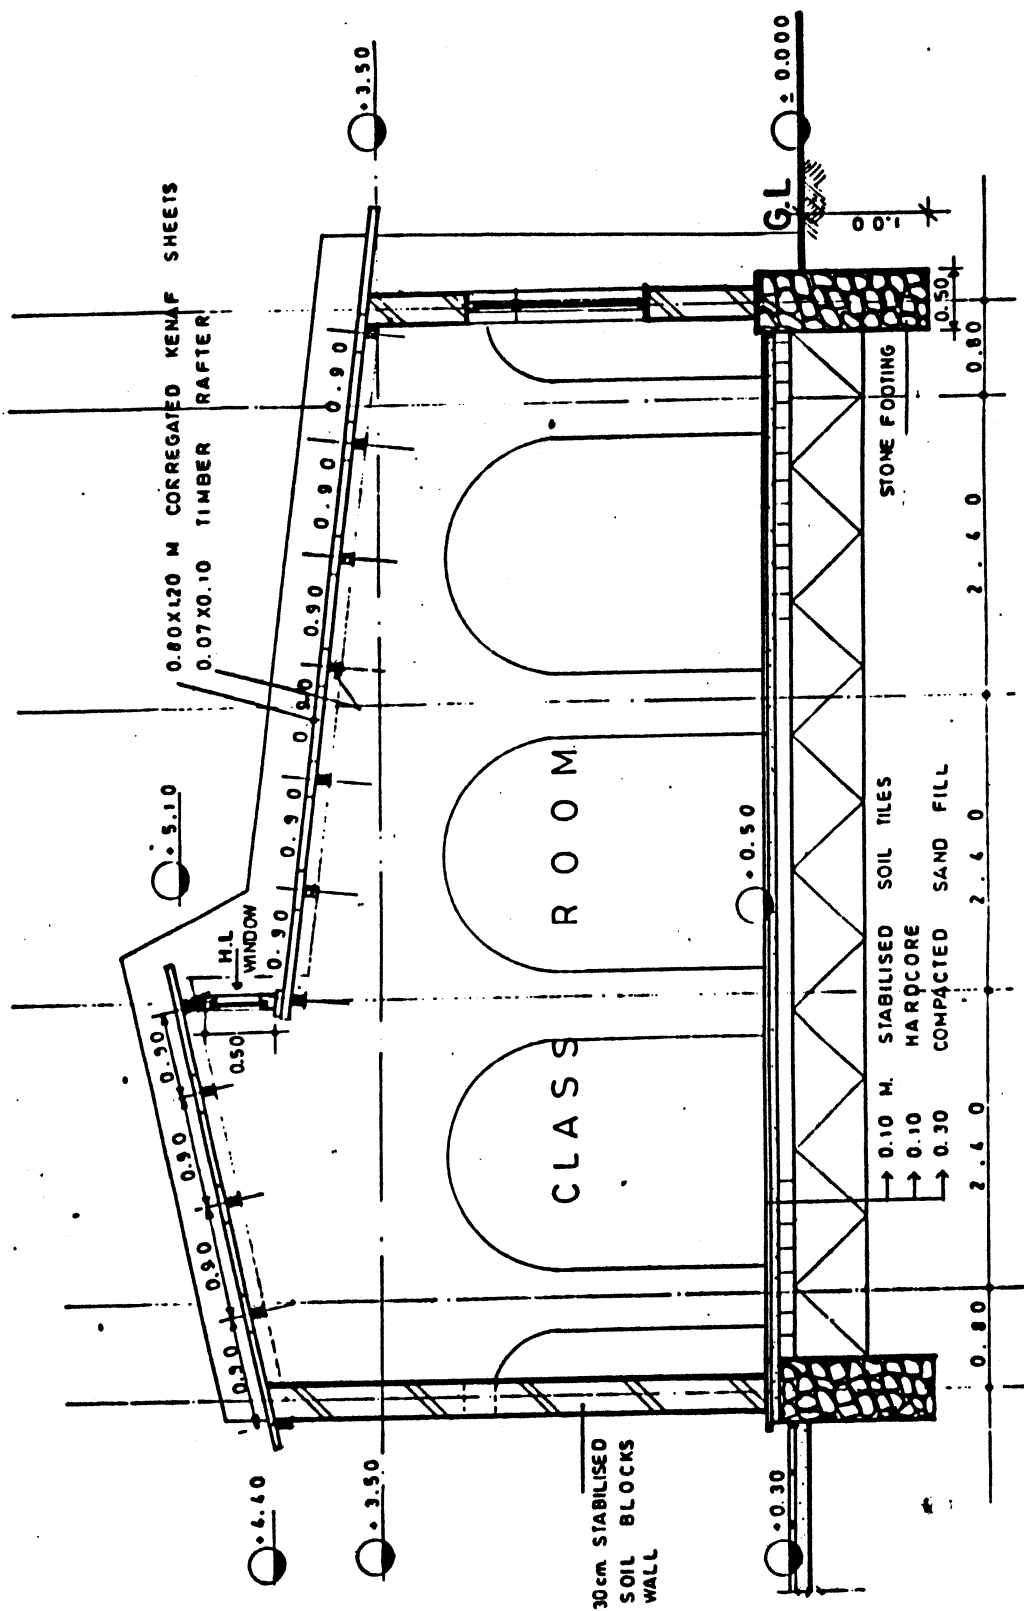 0.80X1.20 M CORREGATED KENAF SHEETS
0.07X0.10 TIMBER RAFTER
+5.10
+4.40
+3.50
+3.50
H.L
WINDOW
0.50
0.90
0.90
0.90
0.90
0.90
0.90
0.90
0.90
0.90
0.90
CLASS ROOM
30cm STABILISED
SOIL BLOCKS
WALL
+0.30
+0.50
G.L
± 0.000
1.00
0.50
STONE FOOTING
0.10 M. STABILISED SOIL TILES
0.10 HARDCORE
0.30 COMPACTED SAND FILL
0.80
2.40
2.40
2.40
0.80